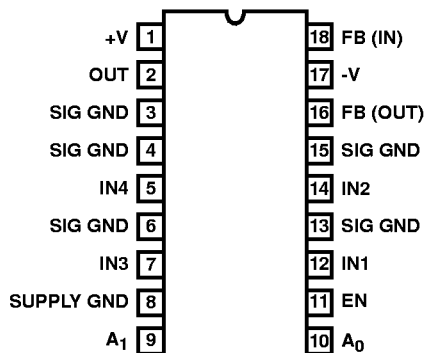 +V 1 18 FB (IN)
OUT 2 17 -V
SIG GND 3 16 FB (OUT)
SIG GND 4 15 SIG GND
IN4 5 14 IN2
SIG GND 6 13 SIG GND
IN3 7 12 IN1
SUPPLY GND 8 11 EN
A1 9 10 A0